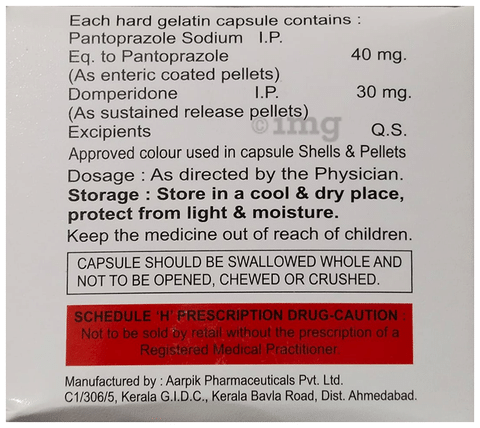 Each hard gelatin capsule contains :
Pantoprazole Sodium I.P.
Eq. to Pantoprazole 40 mg.
(As enteric coated pellets)
Domperidone I.P. 30 mg.
(As sustained release pellets)
©img
Excipients Q.S.
Approved colour used in capsule Shells & Pellets
Dosage : As directed by the Physician.
Storage : Store in a cool & dry place,
protect from light & moisture.
Keep the medicine out of reach of children.
CAPSULE SHOULD BE SWALLOWED WHOLE AND
NOT TO BE OPENED, CHEWED OR CRUSHED.
SCHEDULE 'H' PRESCRIPTION DRUG-CAUTION :
Not to be sold by retail without the prescription of a
Registered Medical Practitioner.
Manufactured by : Aarpik Pharmaceuticals Pvt. Ltd.
C1/306/5, Kerala G.I.D.C., Kerala Bavla Road, Dist. Ahmedabad.